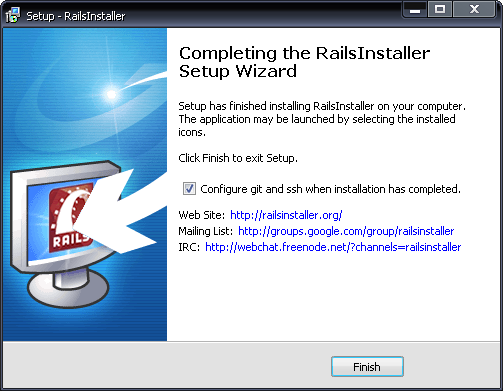 Setup - RailsInstaller
Completing the RailsInstaller
Setup Wizard
Setup has finished installing RailsInstaller on your computer.
The application may be launched by selecting the installed
icons.
Click Finish to exit Setup.
Configure git and ssh when installation has completed.
Web Site: http://railsinstaller.org/
Mailing List: http://groups.google.com/group/railsinstaller
IRC: http://webchat.freenode.net/?channels=railsinstaller
RAILS
Finish